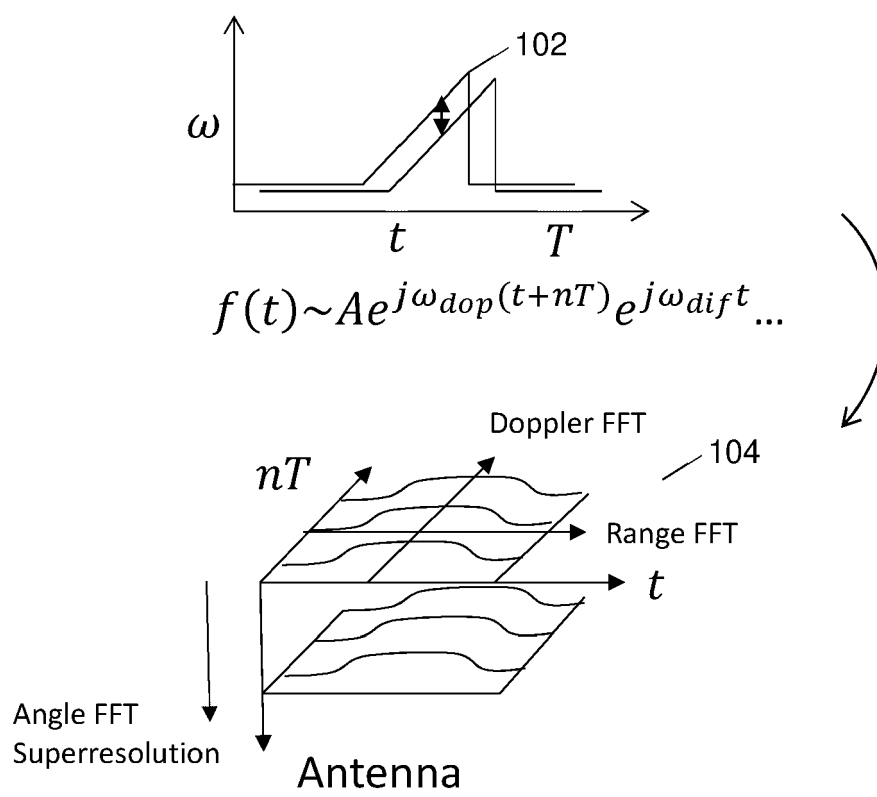 102
ω
t T
f(t)~Ae^{jω_{dop}(t+nT)}e^{jω_{dif}t}...
Doppler FFT
104
nT
Range FFT
t
Angle FFT
Superresolution
Antenna